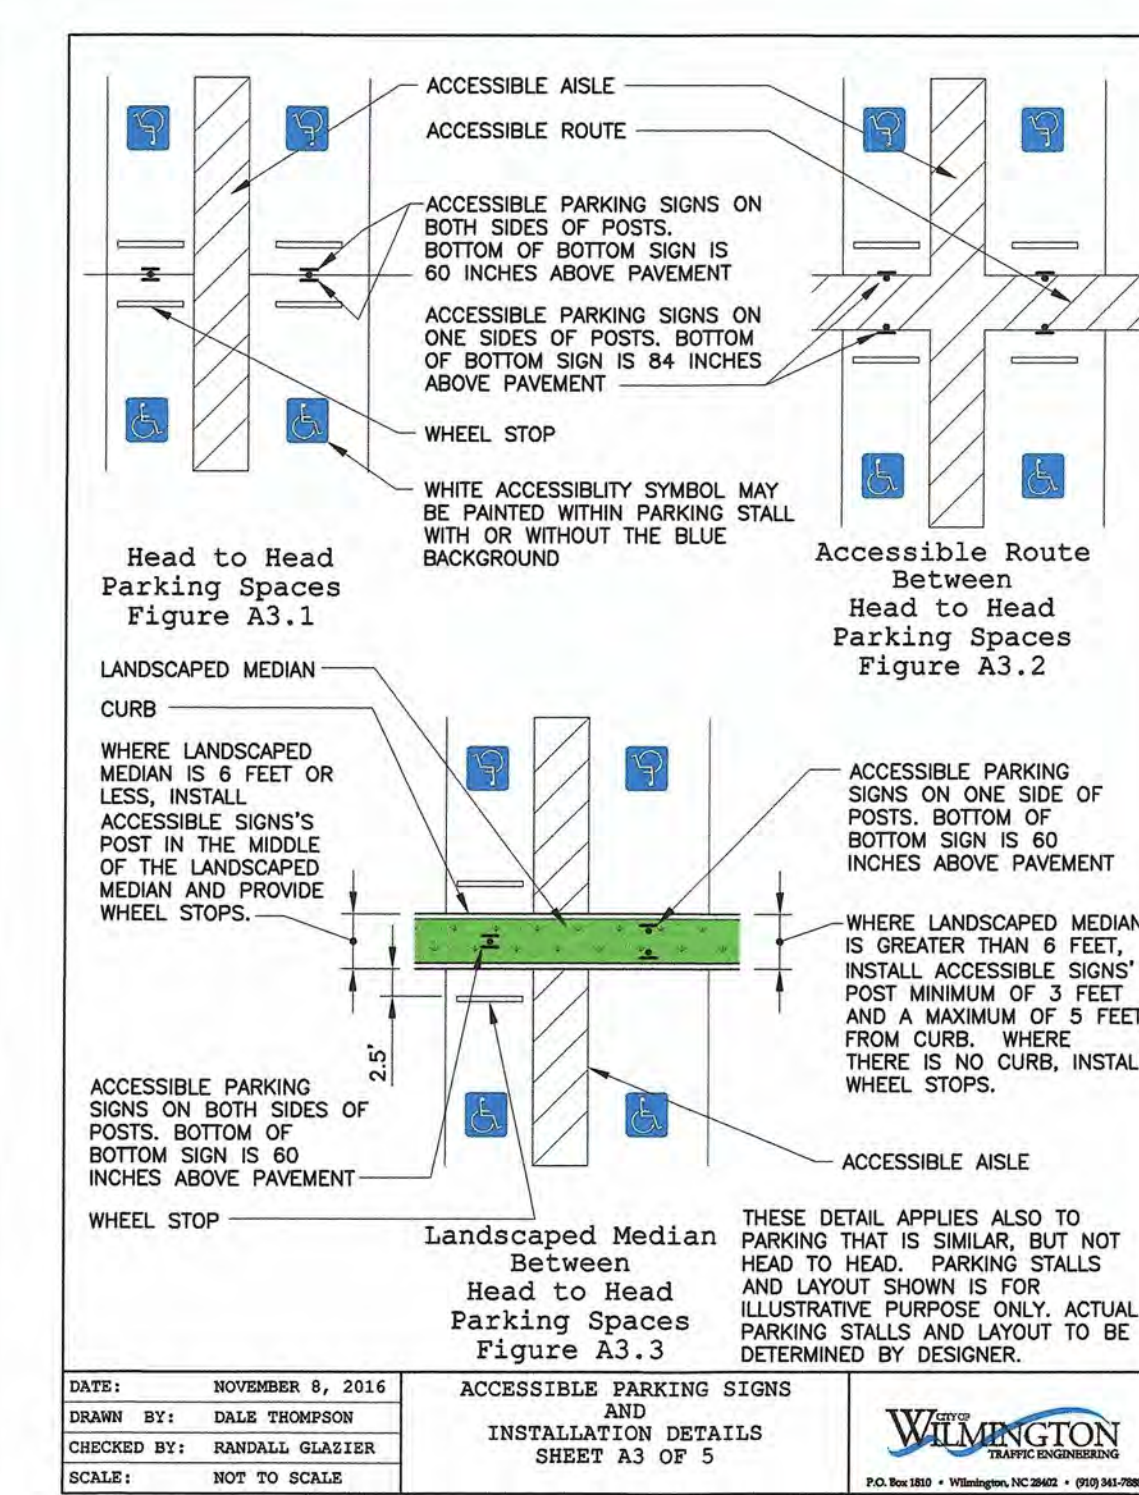 ACCESSIBLE AISLE
ACCESSIBLE ROUTE
ACCESSIBLE PARKING SIGNS ON
BOTH SIDES OF POSTS.
BOTTOM OF BOTTOM SIGN IS
60 INCHES ABOVE PAVEMENT
ACCESSIBLE PARKING SIGNS ON
ONE SIDES OF POSTS. BOTTOM
OF BOTTOM SIGN IS 84 INCHES
ABOVE PAVEMENT
WHEEL STOP
WHITE ACCESSIBLITY SYMBOL MAY
BE PAINTED WITHIN PARKING STALL
WITH OR WITHOUT THE BLUE
BACKGROUND
Head to Head
Parking Spaces
Figure A3.1
Accessible Route
Between
Head to Head
Parking Spaces
Figure A3.2
LANDSCAPED MEDIAN
CURB
WHERE LANDSCAPED
MEDIAN IS 6 FEET OR
LESS, INSTALL
ACCESSIBLE SIGNS'S
POST IN THE MIDDLE
OF THE LANDSCAPED
MEDIAN AND PROVIDE
WHEEL STOPS.
2.5'
ACCESSIBLE PARKING
SIGNS ON BOTH SIDES OF
POSTS. BOTTOM OF
BOTTOM SIGN IS 60
INCHES ABOVE PAVEMENT
WHEEL STOP
ACCESSIBLE PARKING
SIGNS ON ONE SIDE OF
POSTS. BOTTOM OF
BOTTOM SIGN IS 60
INCHES ABOVE PAVEMENT
WHERE LANDSCAPED MEDIAN
IS GREATER THAN 6 FEET,
INSTALL ACCESSIBLE SIGNS'
POST MINIMUM OF 3 FEET
AND A MAXIMUM OF 5 FEET
FROM CURB. WHERE
THERE IS NO CURB, INSTAL
WHEEL STOPS.
ACCESSIBLE AISLE
Landscaped Median
Between
Head to Head
Parking Spaces
Figure A3.3
THESE DETAIL APPLIES ALSO TO
PARKING THAT IS SIMILAR, BUT NOT
HEAD TO HEAD. PARKING STALLS
AND LAYOUT SHOWN IS FOR
ILLUSTRATIVE PURPOSE ONLY. ACTUAL
PARKING STALLS AND LAYOUT TO BE
DETERMINED BY DESIGNER.
DATE: NOVEMBER 8, 2016
DRAWN BY: DALE THOMPSON
CHECKED BY: RANDALL GLAZIER
SCALE: NOT TO SCALE
ACCESSIBLE PARKING SIGNS
AND
INSTALLATION DETAILS
SHEET A3 OF 5
CITY OF
WILMINGTON
TRAFFIC ENGINEERING
P.O. Box 1810 • Wilmington, NC 28402 • (910) 341-788